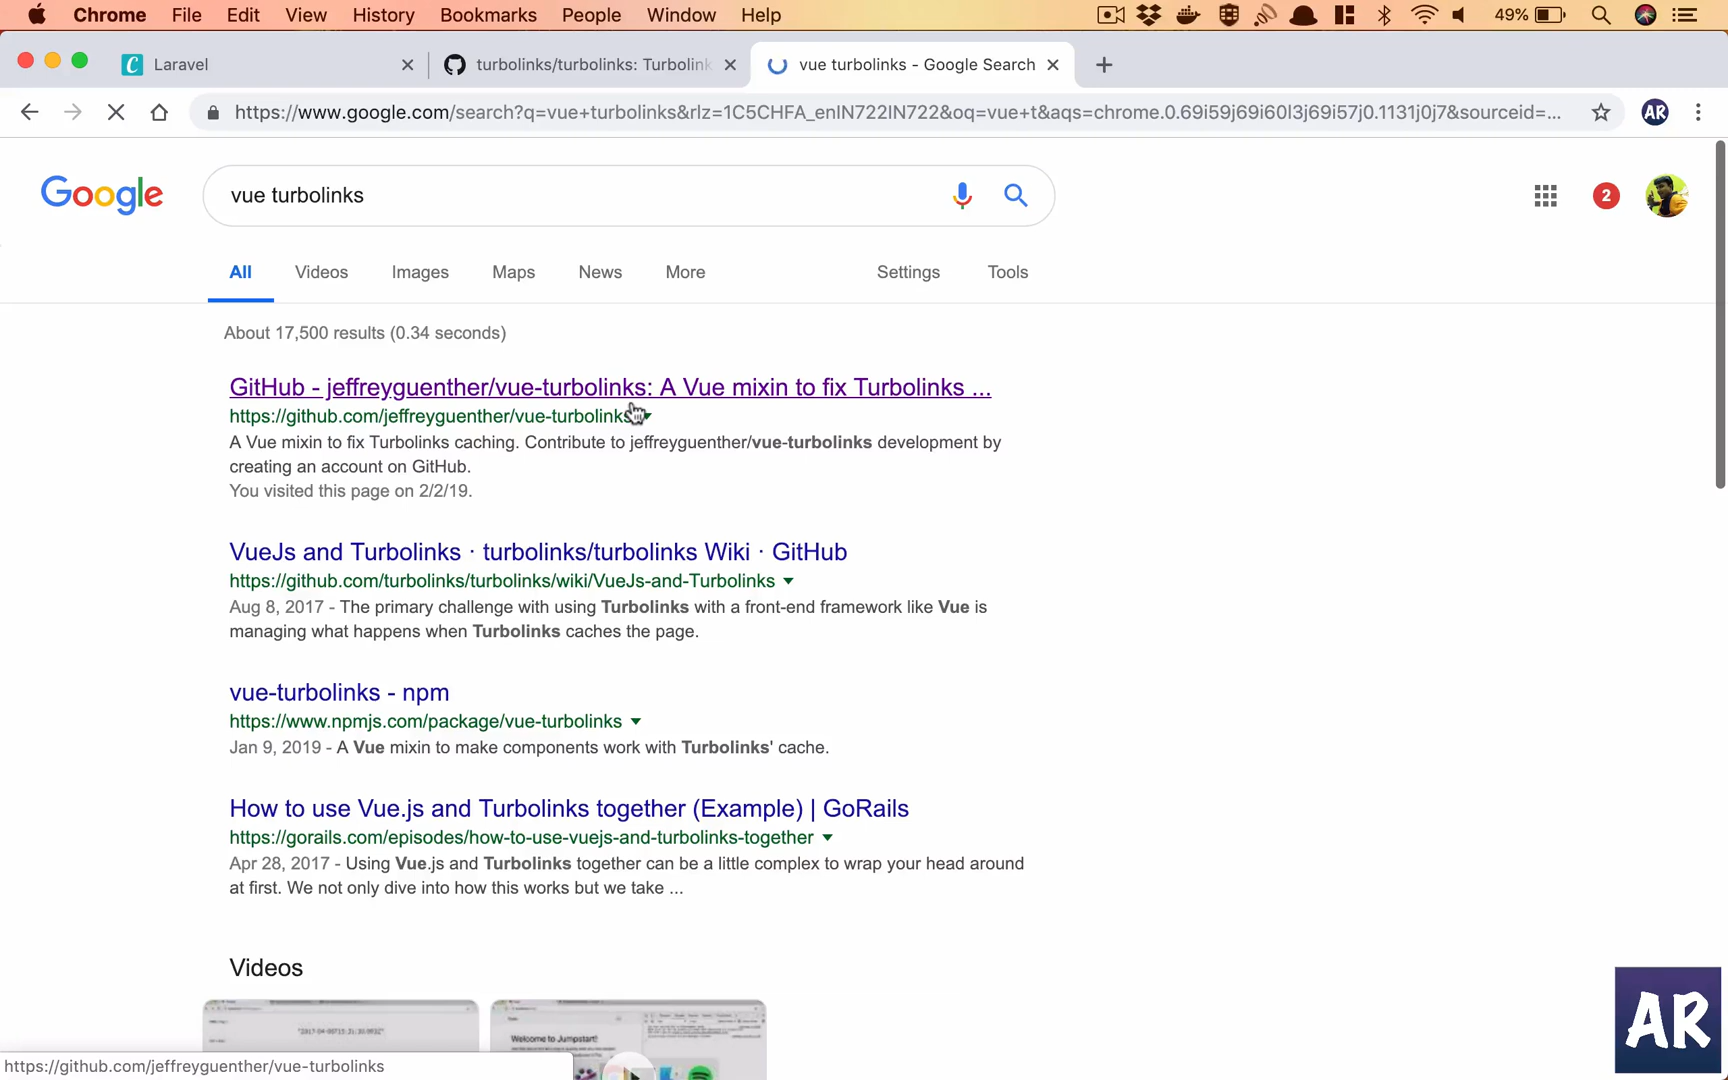 Chrome File Edit View History Bookmarks People Window Help 49%
Laravel turbolinks/turbolinks: Turbolink vue turbolinks - Google Search
https://www.google.com/search?q=vue+turbolinks&rlz=1C5CHFA_enIN722IN722&oq=vue+t&aqs=chrome.0.69i59j69i60l3j69i57j0.1131j0j7&sourceid=... AR
Google vue turbolinks 2
All Videos Images Maps News More Settings Tools
About 17,500 results (0.34 seconds)
GitHub - jeffreyguenther/vue-turbolinks: A Vue mixin to fix Turbolinks ...
https://github.com/jeffreyguenther/vue-turbolinks
A Vue mixin to fix Turbolinks caching. Contribute to jeffreyguenther/vue-turbolinks development by
creating an account on GitHub.
You visited this page on 2/2/19.
VueJs and Turbolinks · turbolinks/turbolinks Wiki · GitHub
https://github.com/turbolinks/turbolinks/wiki/VueJs-and-Turbolinks
Aug 8, 2017 - The primary challenge with using Turbolinks with a front-end framework like Vue is
managing what happens when Turbolinks caches the page.
vue-turbolinks - npm
https://www.npmjs.com/package/vue-turbolinks
Jan 9, 2019 - A Vue mixin to make components work with Turbolinks' cache.
How to use Vue.js and Turbolinks together (Example) | GoRails
https://gorails.com/episodes/how-to-use-vuejs-and-turbolinks-together
Apr 28, 2017 - Using Vue.js and Turbolinks together can be a little complex to wrap your head around
at first. We not only dive into how this works but we take ...
Videos
Welcome to Jumpstart!
AR
https://github.com/jeffreyguenther/vue-turbolinks